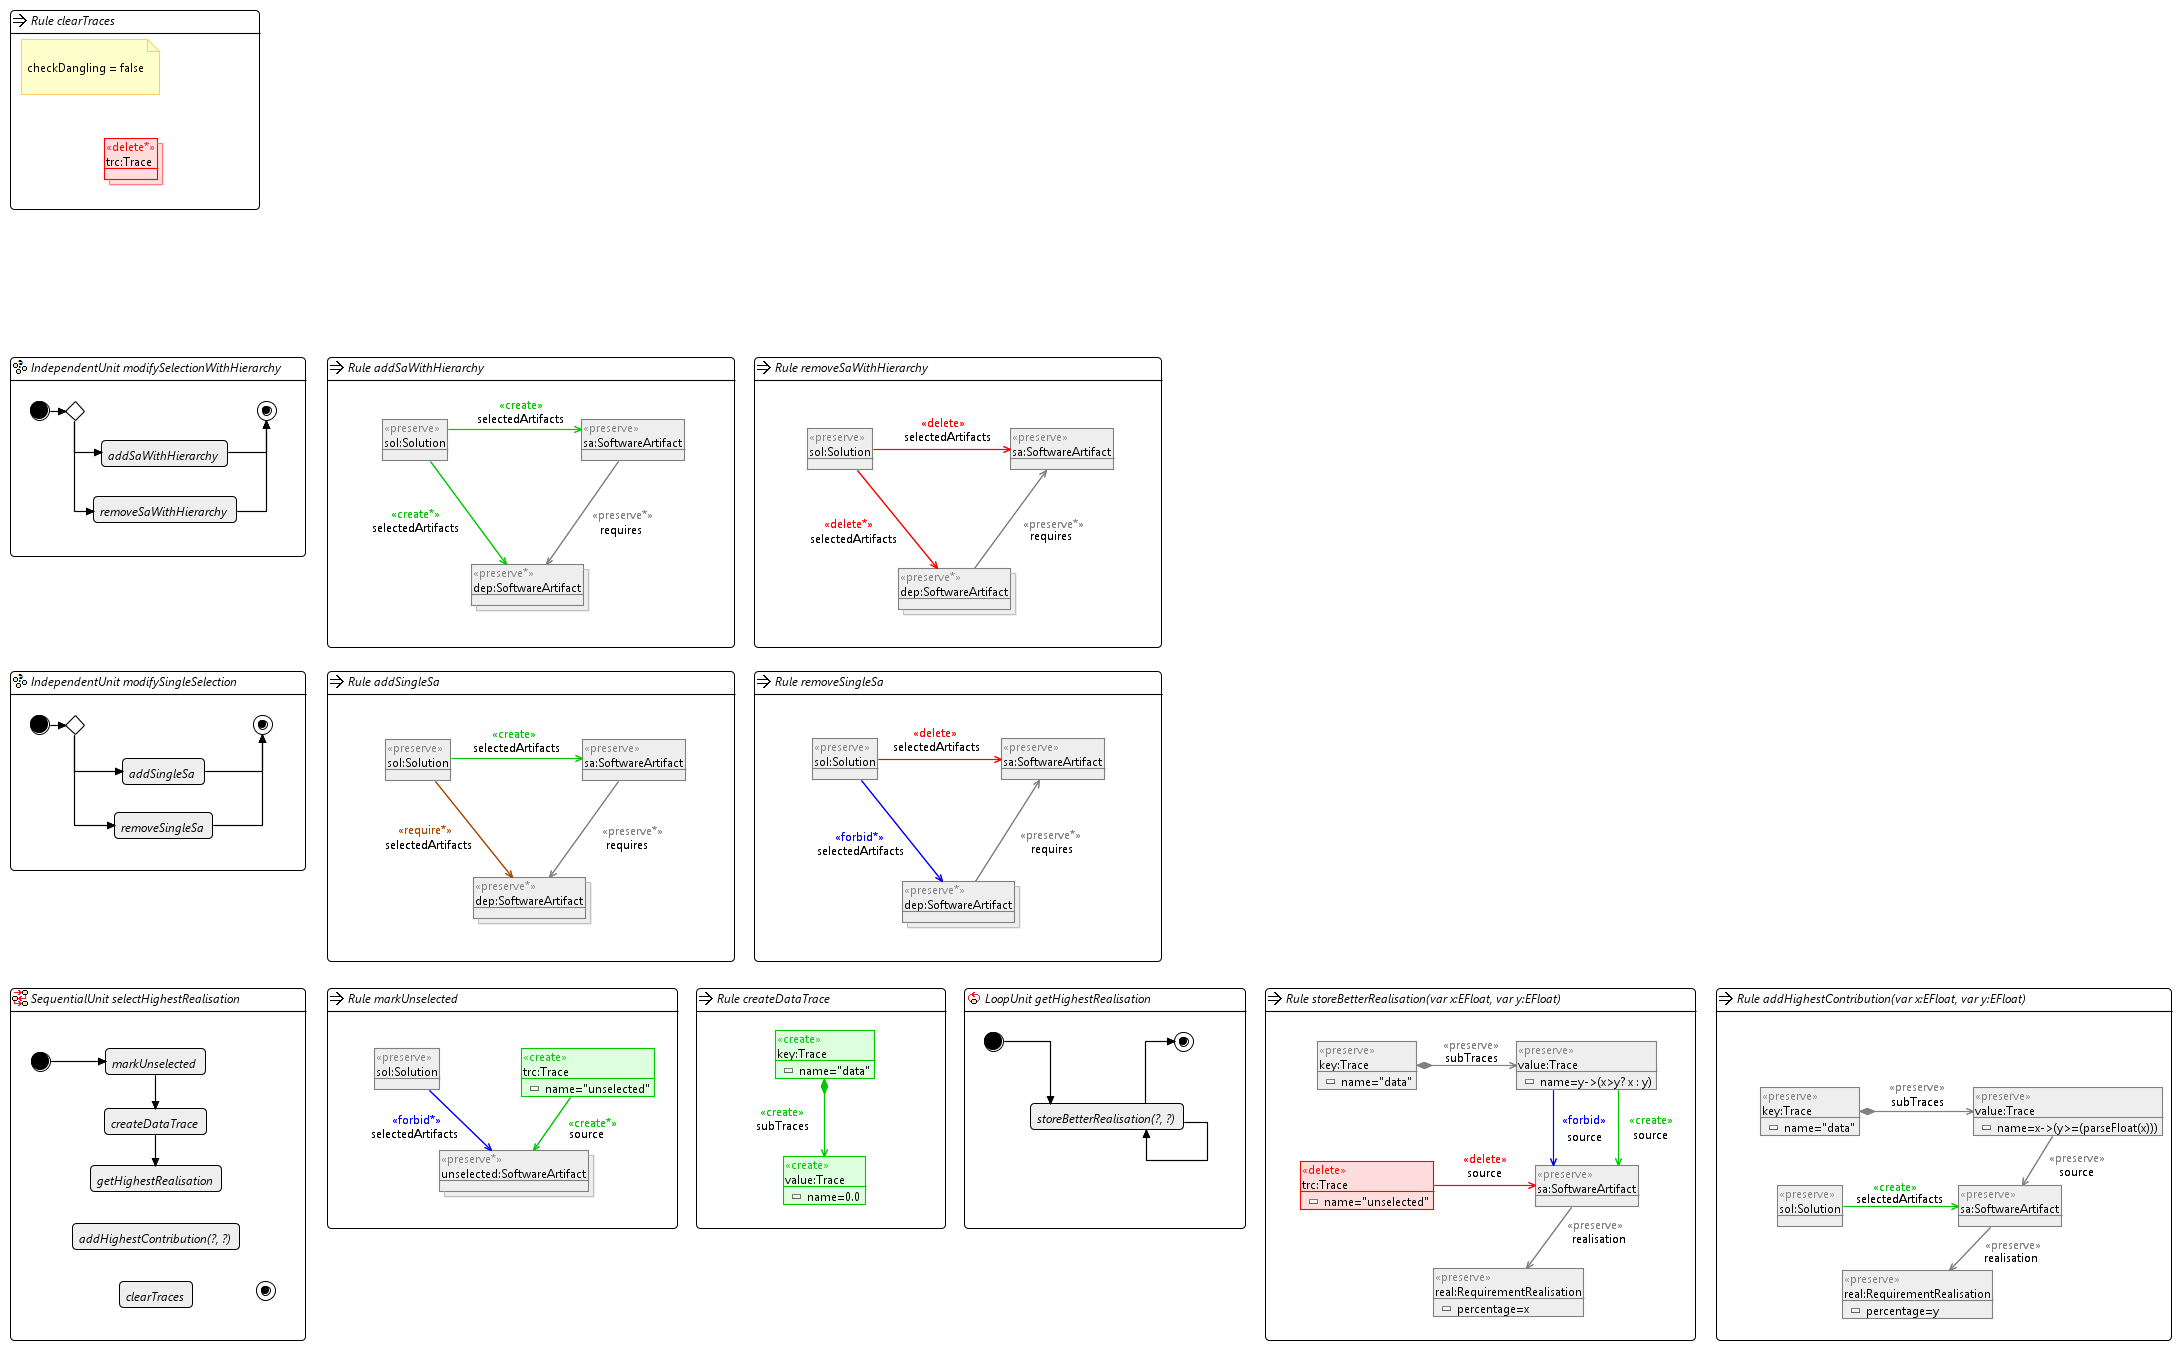 Rule clearTraces
checkDangling = false
«delete*»
trc:Trace
IndependentUnit modifySelectionWithHierarchy
addSaWithHierarchy
removeSaWithHierarchy
Rule addSaWithHierarchy
«create»
selectedArtifacts
«preserve»
sol:Solution
«preserve»
sa:SoftwareArtifact
«create*»
selectedArtifacts
«preserve*»
requires
«preserve*»
dep:SoftwareArtifact
Rule removeSaWithHierarchy
«delete»
selectedArtifacts
«preserve»
sol:Solution
«preserve»
sa:SoftwareArtifact
«delete*»
selectedArtifacts
«preserve*»
requires
«preserve*»
dep:SoftwareArtifact
IndependentUnit modifySingleSelection
addSingleSa
removeSingleSa
Rule addSingleSa
«create»
selectedArtifacts
«preserve»
sol:Solution
«preserve»
sa:SoftwareArtifact
«require*»
selectedArtifacts
«preserve*»
requires
«preserve*»
dep:SoftwareArtifact
Rule removeSingleSa
«delete»
selectedArtifacts
«preserve»
sol:Solution
«preserve»
sa:SoftwareArtifact
«forbid*»
selectedArtifacts
«preserve*»
requires
«preserve*»
dep:SoftwareArtifact
SequentialUnit selectHighestRealisation
markUnselected
createDataTrace
getHighestRealisation
addHighestContribution(?, ?)
clearTraces
Rule markUnselected
«preserve»
sol:Solution
«create»
trc:Trace
name="unselected"
«forbid*»
selectedArtifacts
«create*»
source
«preserve*»
unselected:SoftwareArtifact
Rule createDataTrace
«create»
key:Trace
name="data"
«create»
subTraces
«create»
value:Trace
name=0.0
LoopUnit getHighestRealisation
storeBetterRealisation(?, ?)
Rule storeBetterRealisation(var x:EFloat, var y:EFloat)
«preserve»
key:Trace
name="data"
«preserve»
subTraces
«preserve»
value:Trace
name=y->(x>y? x : y)
«forbid»
source
«create»
source
«delete»
trc:Trace
name="unselected"
«delete»
source
«preserve»
sa:SoftwareArtifact
«preserve»
realisation
«preserve»
real:RequirementRealisation
percentage=x
Rule addHighestContribution(var x:EFloat, var y:EFloat)
«preserve»
key:Trace
name="data"
«preserve»
subTraces
«preserve»
value:Trace
name=x->(y>=(parseFloat(x)))
«preserve»
source
«preserve»
sol:Solution
«create»
selectedArtifacts
«preserve»
sa:SoftwareArtifact
«preserve»
realisation
«preserve»
real:RequirementRealisation
percentage=y